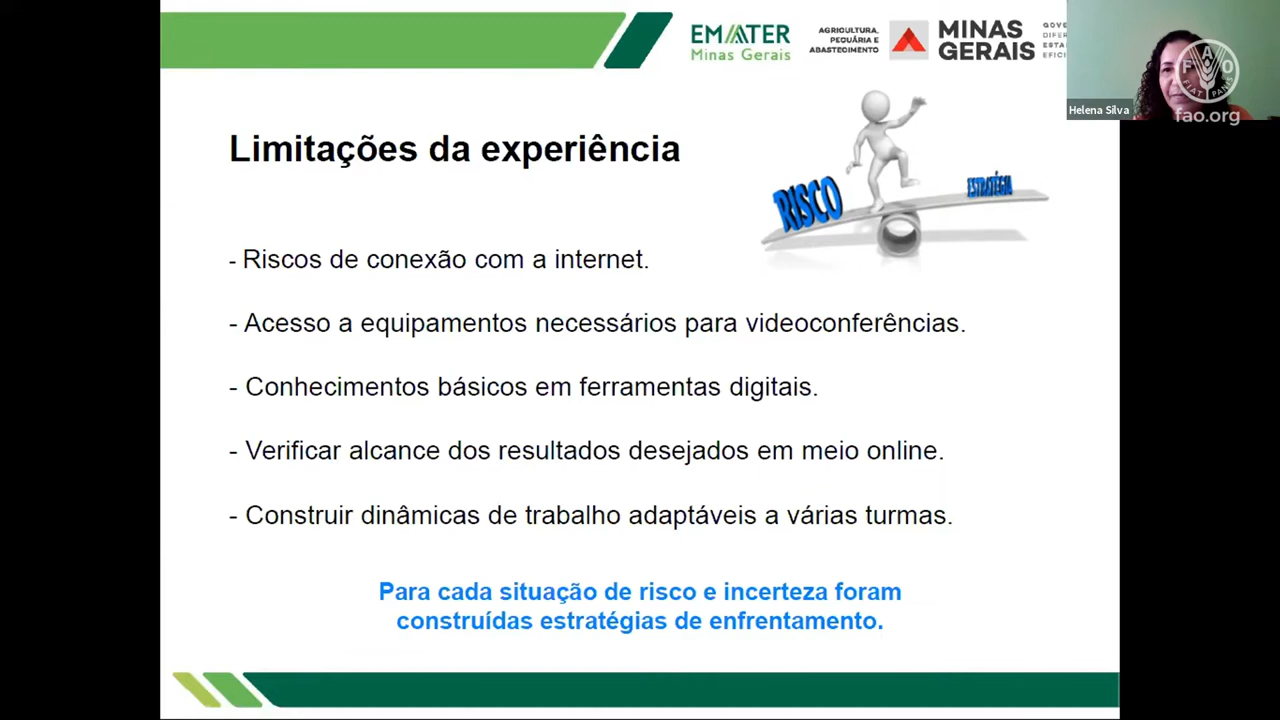 EMATER
Minas Gerais
AGRICULTURA,
PECUÁRIA E
ABASTECIMENTO
MINAS
GERAIS
Helena Silva
FAO
FIAT PANIS
fao.org
Limitações da experiência
RISCO
ESTRATÉGIA
- Riscos de conexão com a internet.
- Acesso a equipamentos necessários para videoconferências.
- Conhecimentos básicos em ferramentas digitais.
- Verificar alcance dos resultados desejados em meio online.
- Construir dinâmicas de trabalho adaptáveis a várias turmas.
Para cada situação de risco e incerteza foram
construídas estratégias de enfrentamento.